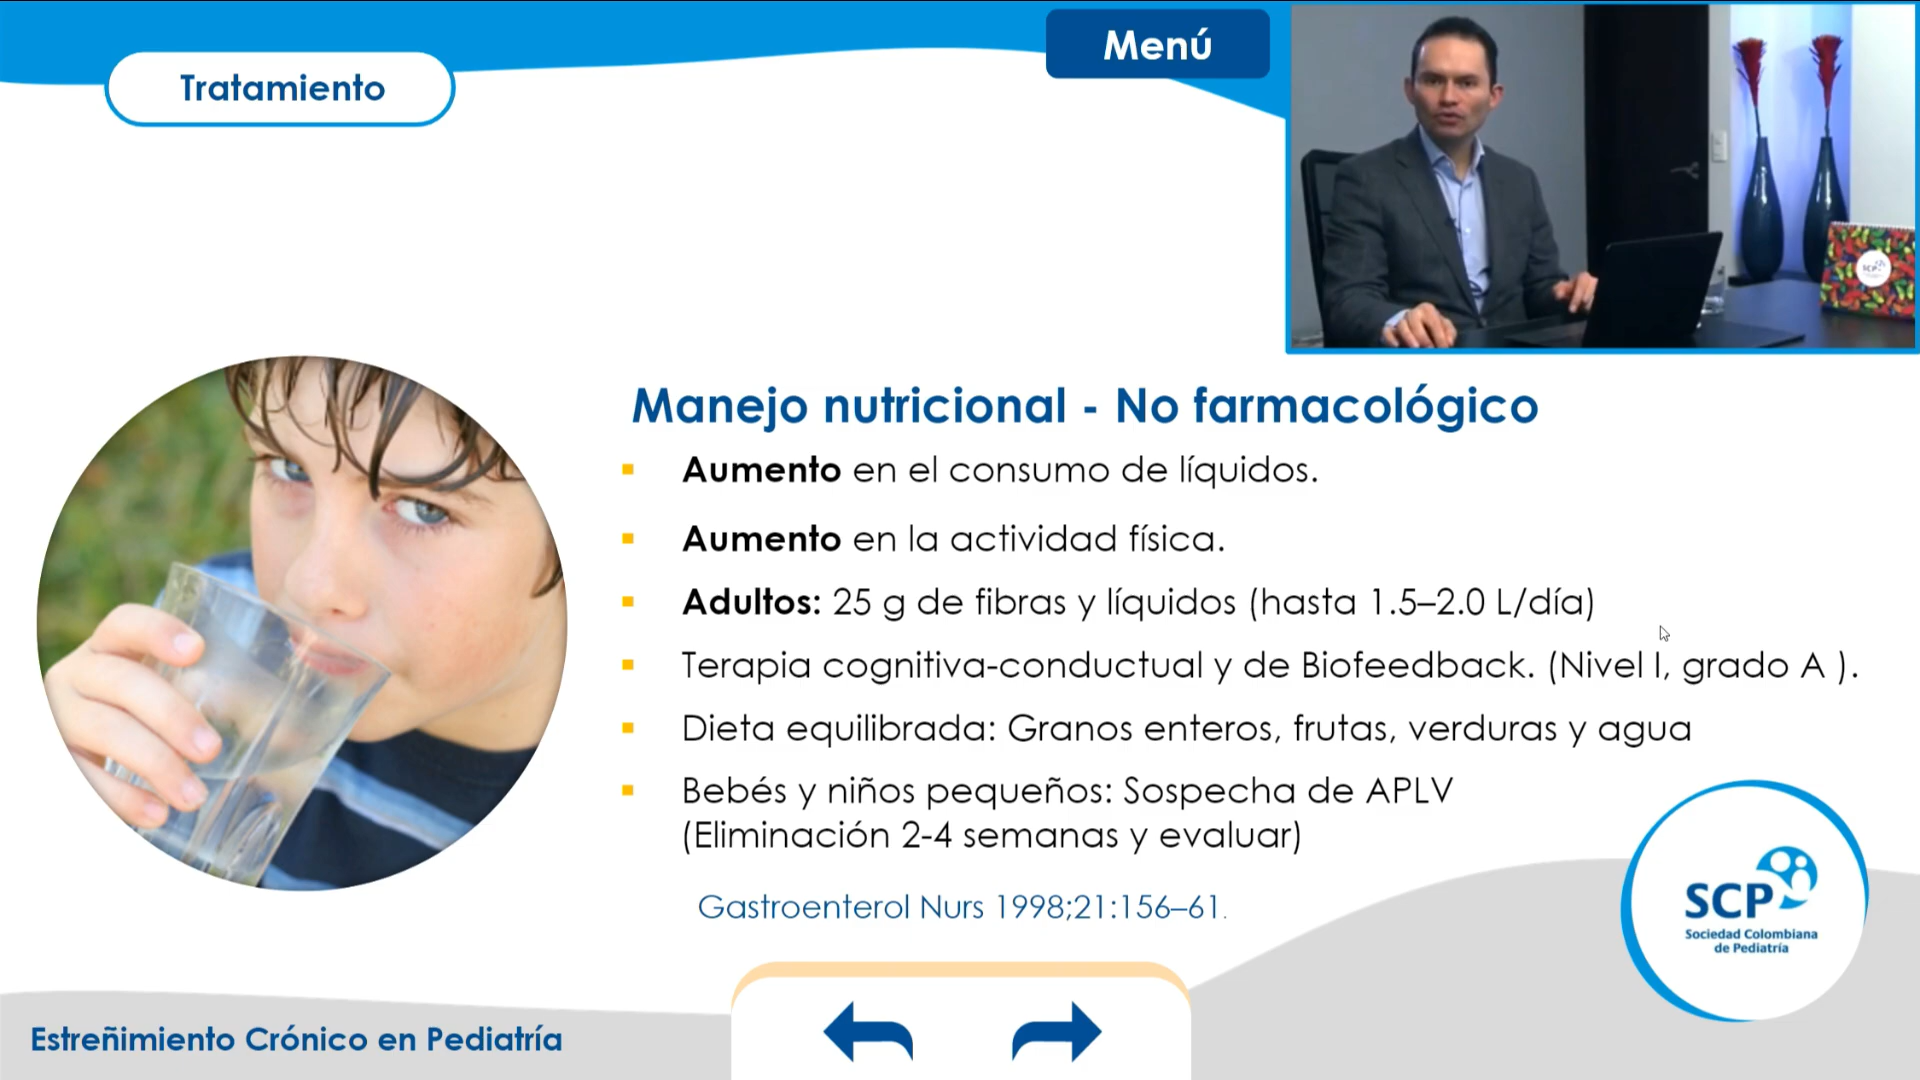 Tratamiento
Menú
SCP
Manejo nutricional - No farmacológico
Aumento en el consumo de líquidos.
Aumento en la actividad física.
Adultos: 25 g de fibras y líquidos (hasta 1.5–2.0 L/día)
Terapia cognitiva-conductual y de Biofeedback. (Nivel I, grado A ).
Dieta equilibrada: Granos enteros, frutas, verduras y agua
Bebés y niños pequeños: Sospecha de APLV
(Eliminación 2-4 semanas y evaluar)
Gastroenterol Nurs 1998;21:156–61.
SCP
Sociedad Colombiana
de Pediatría
Estreñimiento Crónico en Pediatría